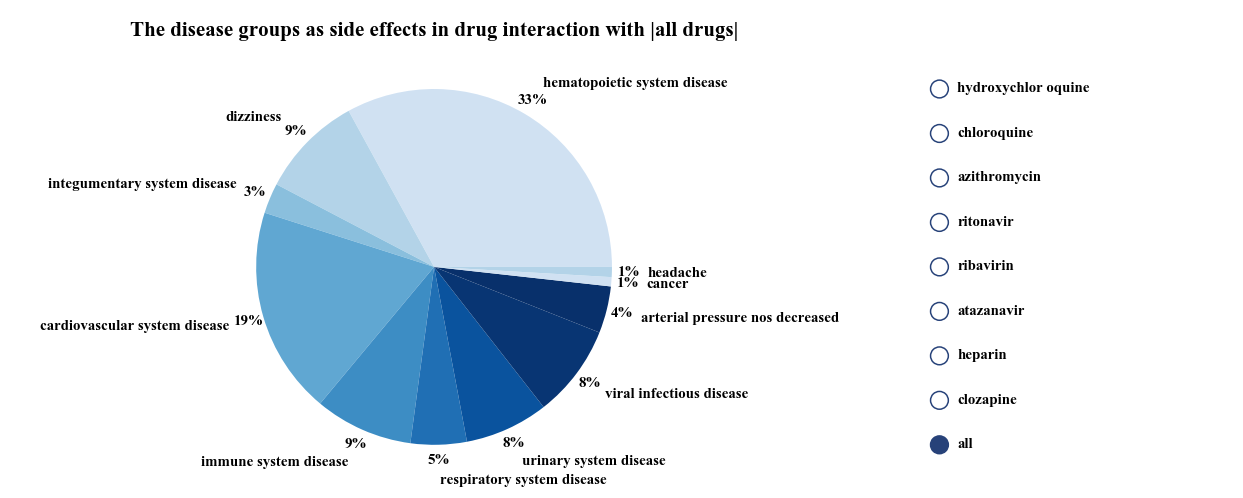 The disease groups as side effects in drug interaction with |all drugs|
hematopoietic system disease
33%
dizziness
9%
integumentary system disease
3%
cardiovascular system disease
19%
immune system disease
9%
respiratory system disease
5%
urinary system disease
8%
viral infectious disease
8%
arterial pressure nos decreased
4%
cancer
1%
headache
1%
hydroxychlor oquine
chloroquine
azithromycin
ritonavir
ribavirin
atazanavir
heparin
clozapine
all